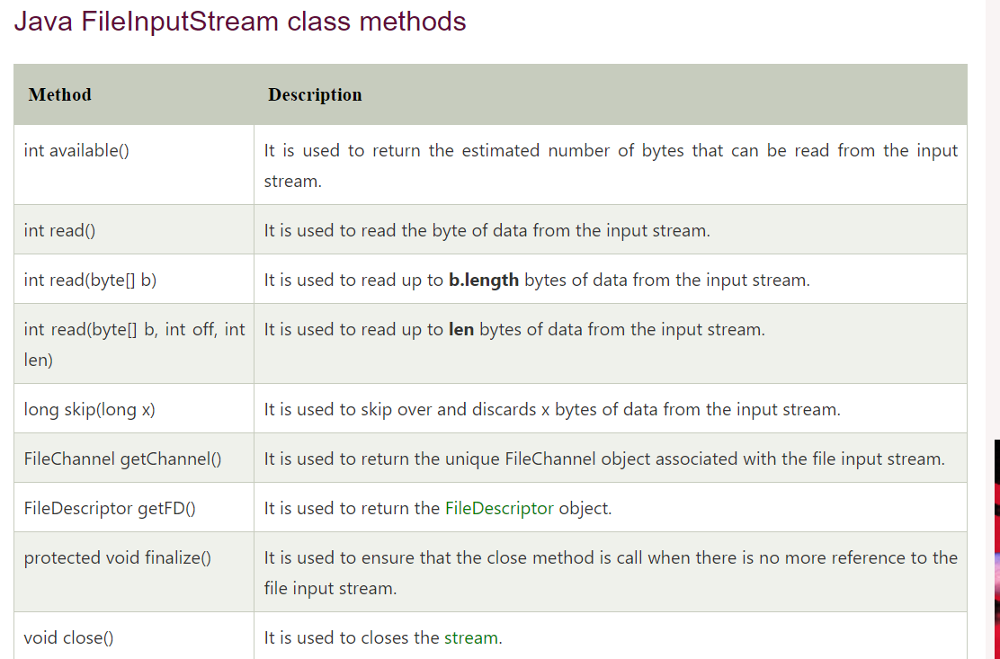 Java FileInputStream class methods
Method Description
int available() It is used to return the estimated number of bytes that can be read from the input
stream.
int read() It is used to read the byte of data from the input stream.
int read(byte[] b) It is used to read up to b.length bytes of data from the input stream.
int read(byte[] b, int off, int It is used to read up to len bytes of data from the input stream.
len)
long skip(long x) It is used to skip over and discards x bytes of data from the input stream.
FileChannel getChannel() It is used to return the unique FileChannel object associated with the file input stream.
FileDescriptor getFD() It is used to return the FileDescriptor object.
protected void finalize() It is used to ensure that the close method is call when there is no more reference to the
file input stream.
void close() It is used to closes the stream.